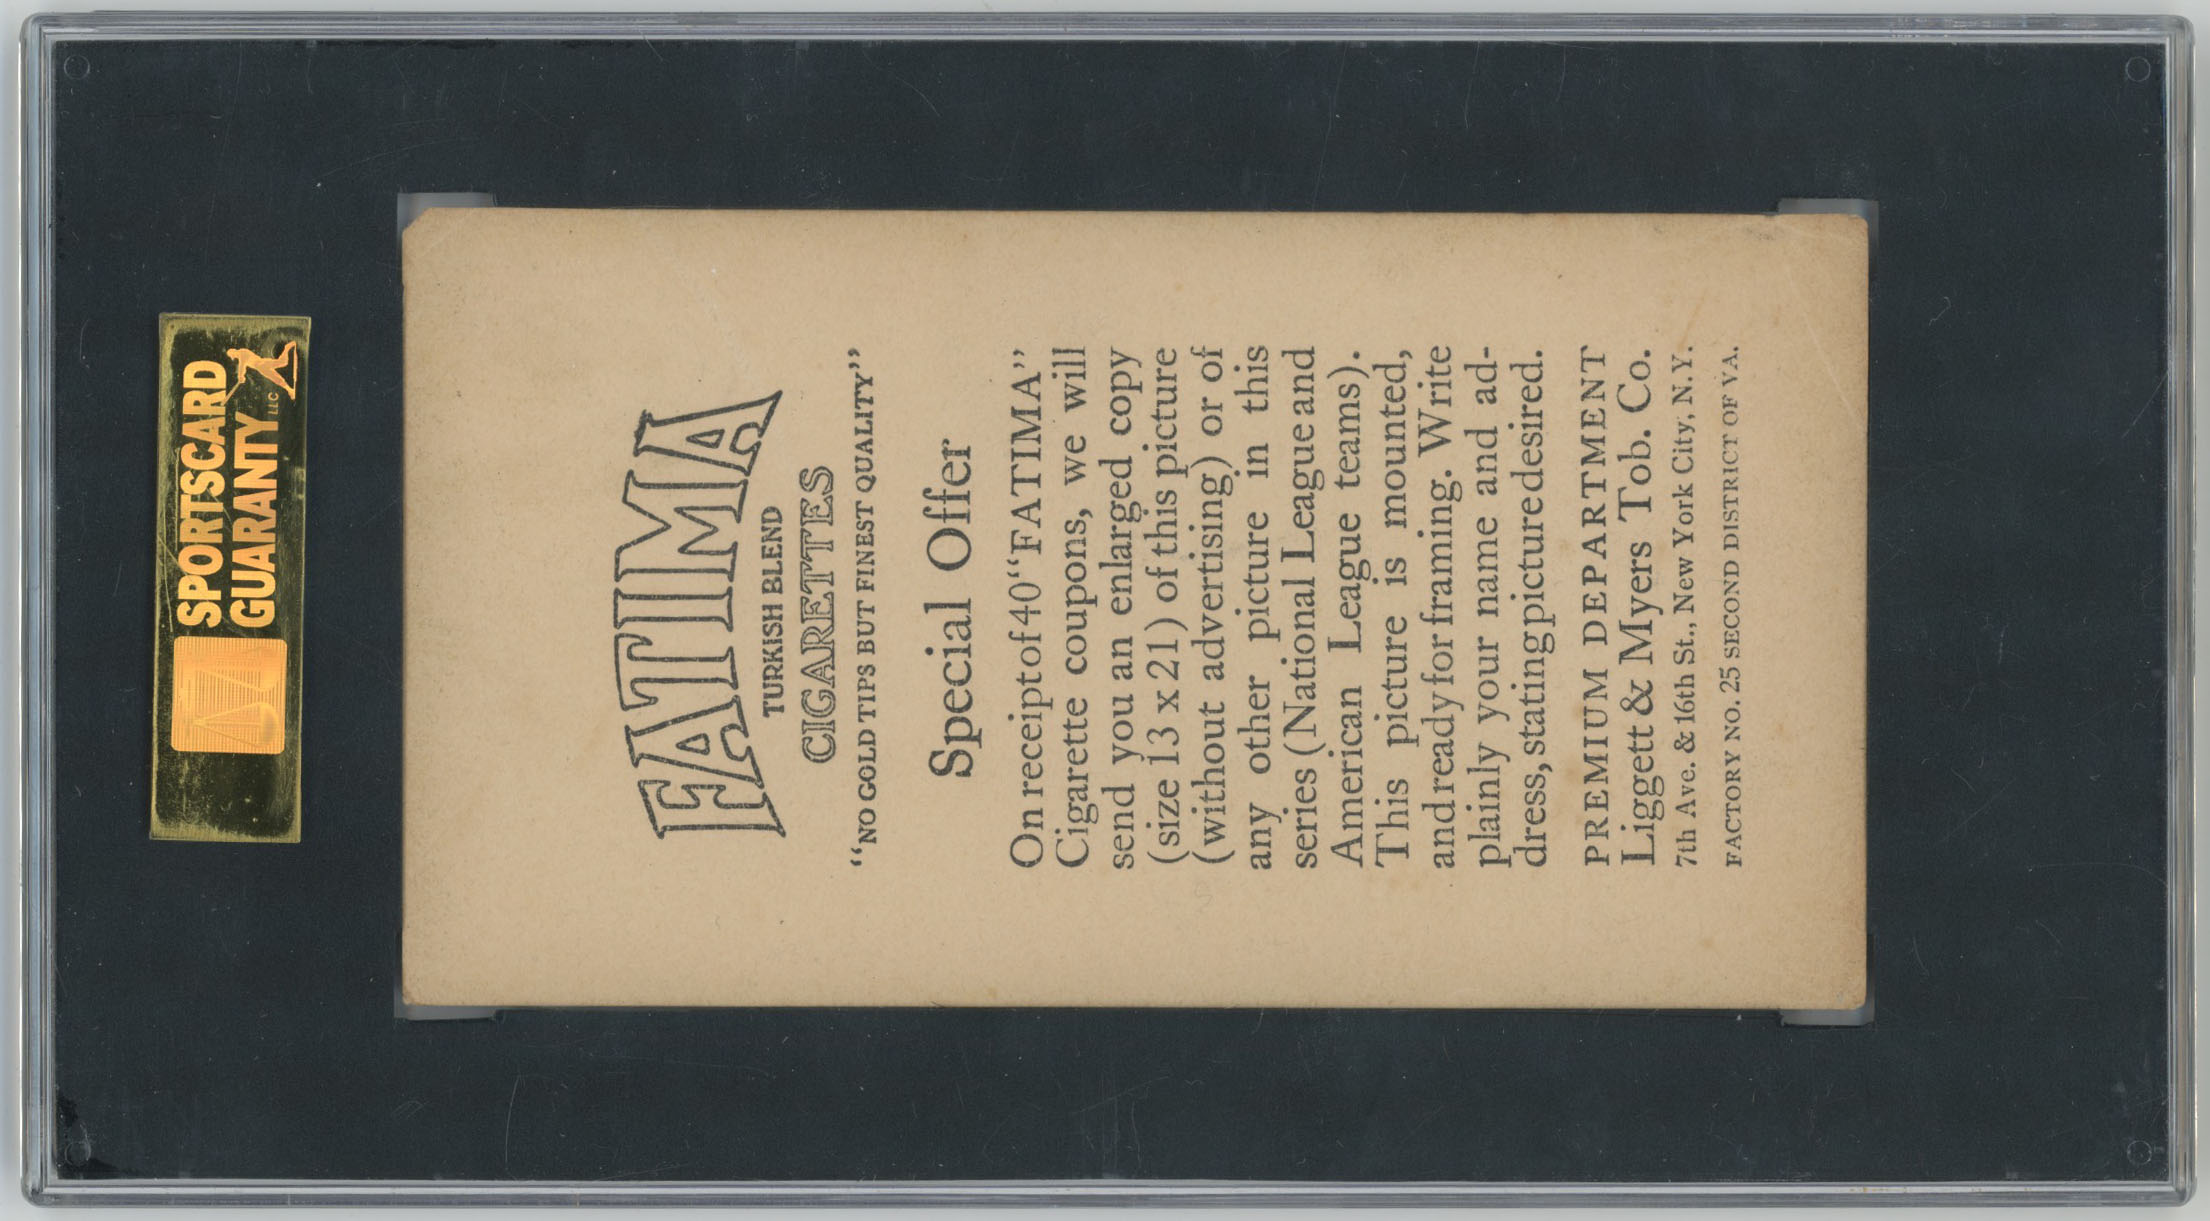 SPORTSCARD
GUARANTY LLC
FATIMA
TURKISH BLEND
CIGARETTES
“NO GOLD TIPS BUT FINEST QUALITY”
Special Offer
On receipt of 40 “FATIMA”
Cigarette coupons, we will
send you an enlarged copy
(size 13 x 21) of this picture
(without advertising) or of
any other picture in this
series (National League and
American League teams).
This picture is mounted,
and ready for framing. Write
plainly your name and ad-
dress, stating picture desired.
PREMIUM DEPARTMENT
Liggett & Myers Tob. Co.
7th Ave. & 16th St., New York City, N.Y.
FACTORY NO. 25 SECOND DISTRICT OF VA.